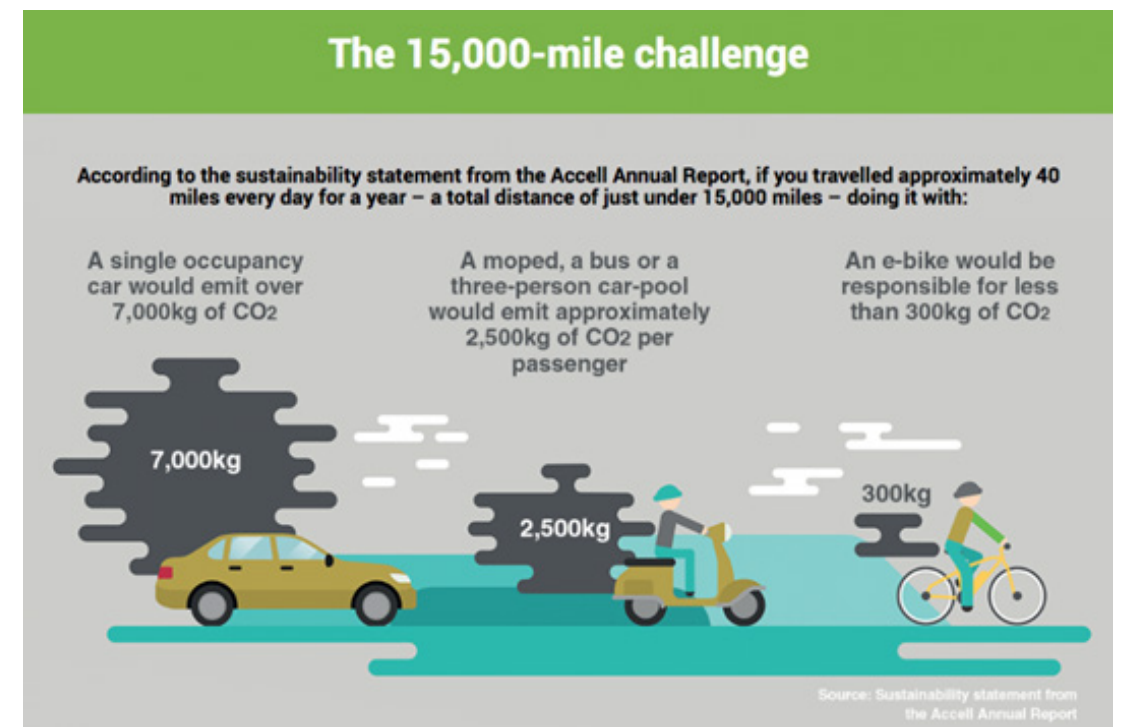 The 15,000-mile challenge
According to the sustainability statement from the Accell Annual Report, if you travelled approximately 40
miles every day for a year – a total distance of just under 15,000 miles – doing it with:
A single occupancy
car would emit over
7,000kg of CO2
A moped, a bus or a
three-person car-pool
would emit approximately
2,500kg of CO2 per
passenger
An e-bike would be
responsible for less
than 300kg of CO2
7,000kg
2,500kg
300kg
Source: Sustainability statement from
the Accell Annual Report